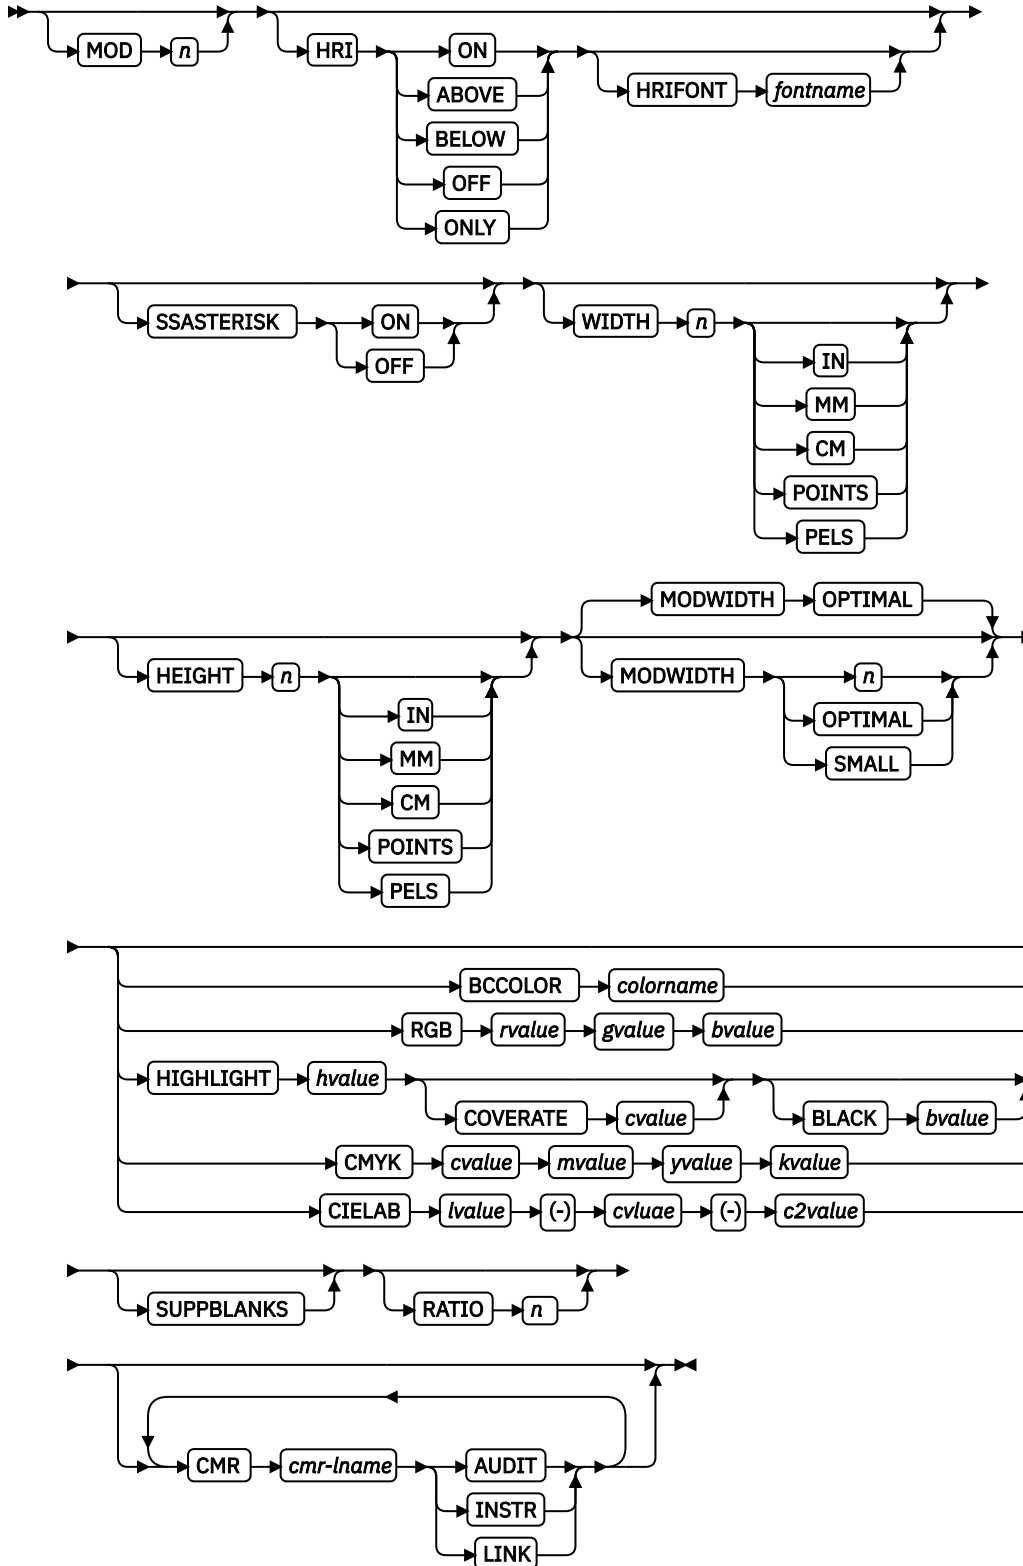 MOD n HRI ON
ABOVE HRIFONT fontname
BELOW
OFF
ONLY
SSASTERISK ON WIDTH n
OFF IN
MM
CM
POINTS
PELS
MODWIDTH OPTIMAL
HEIGHT n MODWIDTH n
IN OPTIMAL
MM SMALL
CM
POINTS
PELS
BCCOLOR colorname
RGB rvalue gvalue bvalue
HIGHLIGHT hvalue
COVERATE cvalue BLACK bvalue
CMYK cvalue mvalue yvalue kvalue
CIELAB lvalue (-) cvluae (-) c2value
SUPPBLANKS RATIO n
CMR cmr-lname AUDIT
INSTR
LINK